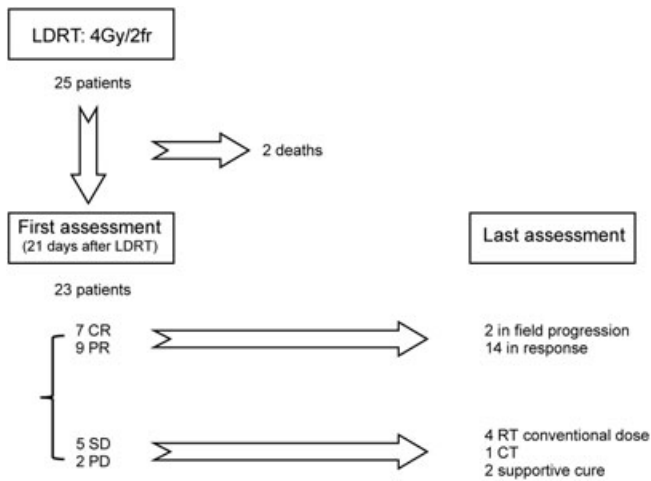 LDRT: 4Gy/2fr
25 patients
2 deaths
First assessment
(21 days after LDRT)
Last assessment
23 patients
7 CR
9 PR
2 in field progression
14 in response
5 SD
2 PD
4 RT conventional dose
1 CT
2 supportive cure